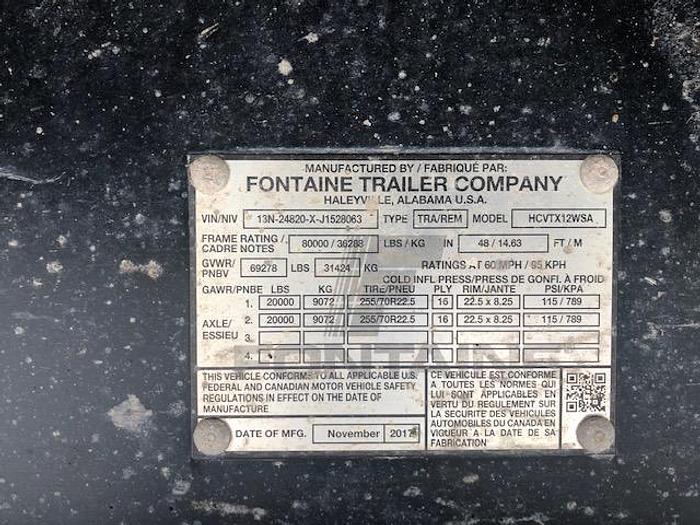 MANUFACTURED BY / FABRIQUÉ PAR:
FONTAINE TRAILER COMPANY
HALEYVILLE, ALABAMA U.S.A.
VIN/NIV 13N-24820-X-J1528063 TYPE TRA/REM MODEL HCVTX12WSA
FRAME RATING / CADRE NOTES 80000 / 36288 LBS / KG IN 48 / 14.63 FT / M
GVWR/ PNBV 69278 LBS 31424 KG RATINGS AT 60 MPH / 95 KPH
COLD INFL PRESS/PRESS DE GONFL À FROID
GAWR/PNBE LBS KG TIRE/PNEU PLY RIM/JANTE PSI/KPA
1. 20000 9072 255/70R22.5 16 22.5 x 8.25 115 / 789
AXLE/ ESSIEU
2. 20000 9072 255/70R22.5 16 22.5 x 8.25 115 / 789
3.
4.
FONTAINE
THIS VEHICLE CONFORMS TO ALL APPLICABLE U.S.
FEDERAL AND CANADIAN MOTOR VEHICLE SAFETY
REGULATIONS IN EFFECT ON THE DATE OF
MANUFACTURE
DATE OF MFG. November 2017
CE VEHICULE EST CONFORME
A TOUTES LES NORMES QUI
LUI SONT APPLICABLES EN
VERTU DU REGULEMENT SUR
LA SECURITE DES VEHICULES
AUTOMOBILES DU CANADA EN
VIGUEUR A LA DATE DE SA
FABRICATION